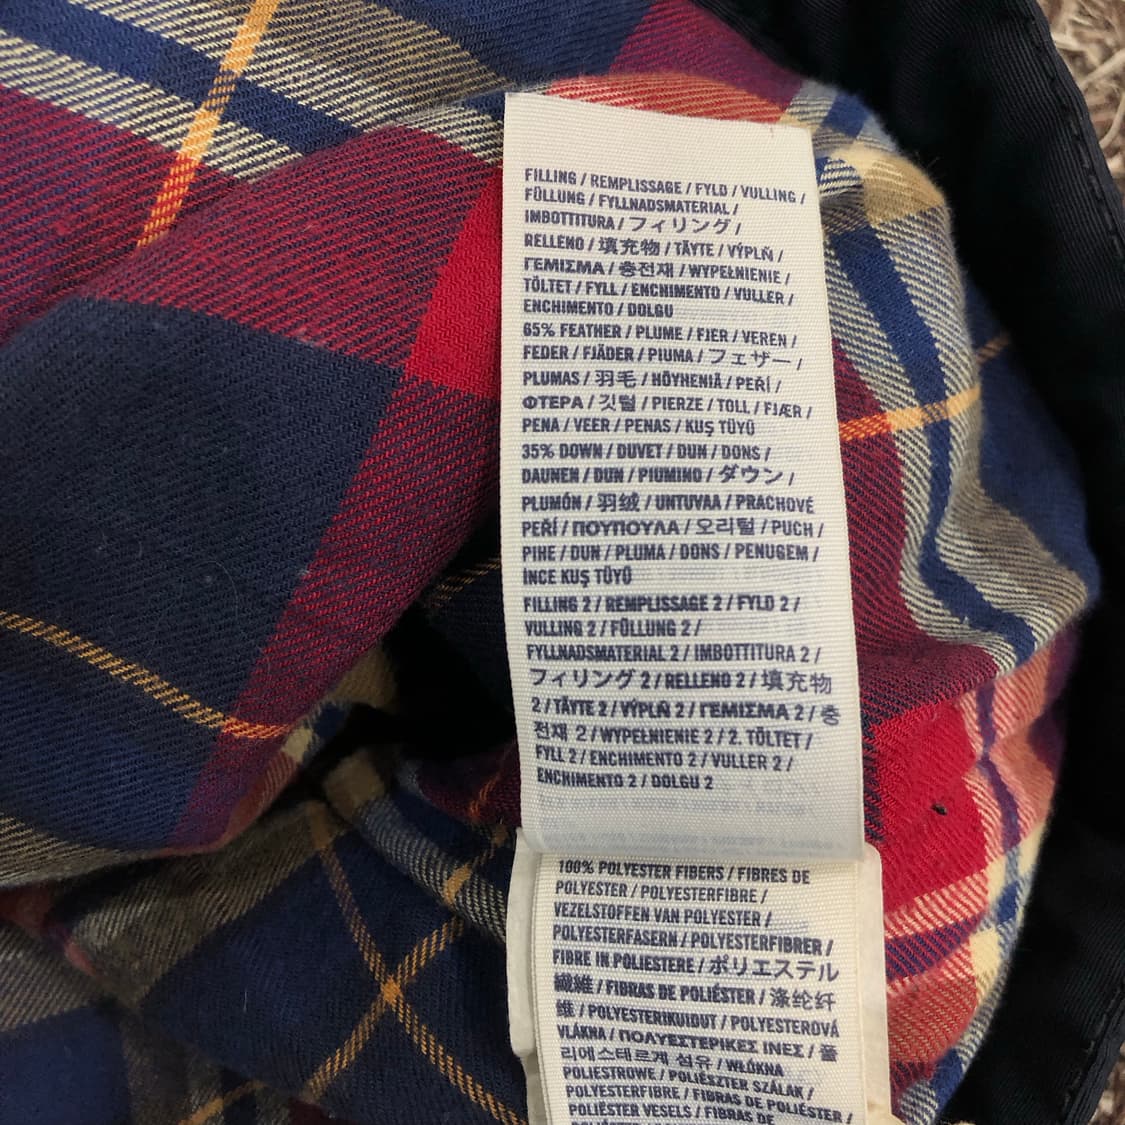 FILLING / REMPLISSAGE / FYLD / VULLING /
FÜLLUNG / FYLLNADSMATERIAL /
IMBOTTITURA / フィリング /
RELLENO / 填充物 / TÄYTE / VÝPLŇ /
ΓΕΜΙΣΜΑ / 충전재 / WYPEŁNIENIE /
TÖLTET / FYLL / ENCHIMENTO / VULLER /
ENCHIMENTO / DOLGU
65% FEATHER / PLUME / FJER / VEREN /
FEDER / FJÄDER / PIUMA / フェザー /
PLUMAS / 羽毛 / HÖYHENIÄ / PEŘÍ /
ΦΤΕΡΑ / 깃털 / PIERZE / TOLL / FJÆR /
PENA / VEER / PENAS / KUŞ TÜYÜ
35% DOWN / DUVET / DUN / DONS /
DAUNEN / DUN / PIUMINO / ダウン /
PLUMÓN / 羽绒 / UNTUVAA / PRACHOVÉ
PEŘÍ / ΠΟΥΠΟΥΛΑ / 오리털 / PUCH /
PIHE / DUN / PLUMA / DONS / PENUGEM /
İNCE KUŞ TÜYÜ
FILLING 2 / REMPLISSAGE 2 / FYLD 2 /
VULLING 2 / FÜLLUNG 2 /
FYLLNADSMATERIAL 2 / IMBOTTITURA 2 /
フィリング 2 / RELLENO 2 / 填充物
2 / TÄYTE 2 / VÝPLŇ 2 / ΓΕΜΙΣΜΑ 2 / 충
전재 2 / WYPEŁNIENIE 2 / 2. TÖLTET /
FYLL 2 / ENCHIMENTO 2 / VULLER 2 /
ENCHIMENTO 2 / DOLGU 2
100% POLYESTER FIBERS / FIBRES DE
POLYESTER / POLYESTERFIBRE /
VEZELSTOFFEN VAN POLYESTER /
POLYESTERFASERN / POLYESTERFIBRER /
FIBRE IN POLIESTERE / ポリエステル
繊維 / FIBRAS DE POLIÉSTER / 涤纶纤
维 / POLYESTERIKUIDUT / POLYESTEROVÁ
VLÁKNA / ΠΟΛΥΕΣΤΕΡΙΚΕΣ ΙΝΕΣ / 폴
리에스테르계 섬유 / WŁÓKNA
POLIESTROWE / POLIÉSZTER SZÁLAK /
POLYESTERFIBRE / FIBRAS DE POLIÉSTER /
POLIÉSTER VESELS / FIBRAS DE